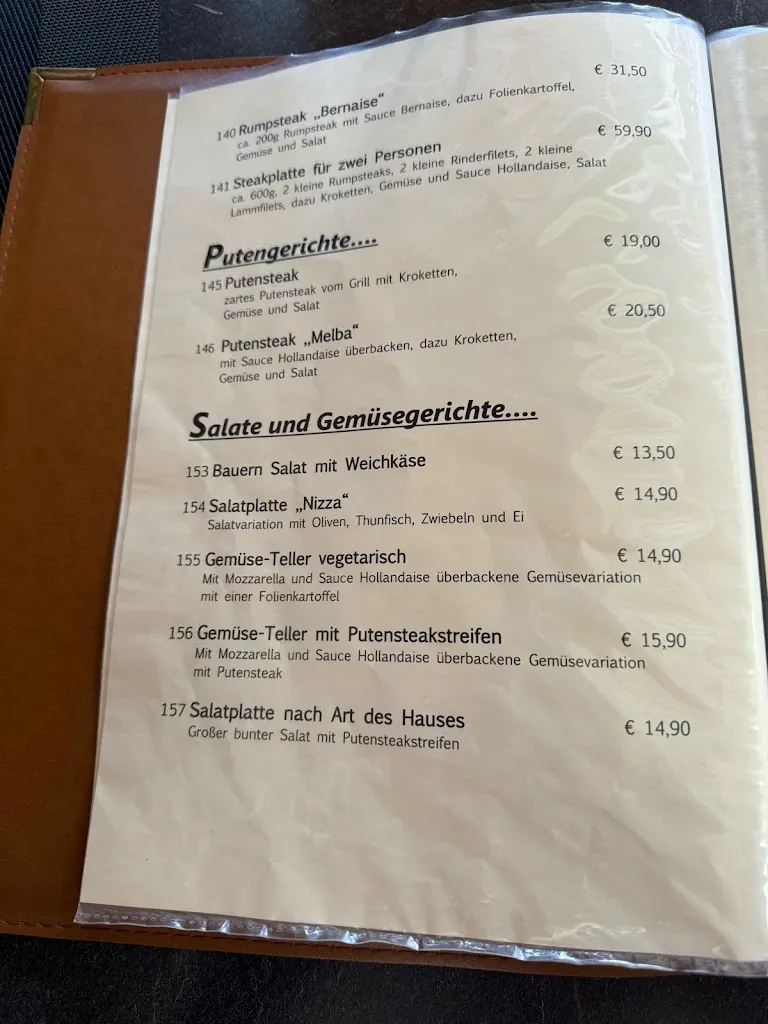 € 31,50
140 Rumpsteak „Bernaise“
ca. 200g Rumpsteak mit Sauce Bernaise, dazu Folienkartoffel,
Gemüse und Salat
€ 59,90
141 Steakplatte für zwei Personen
ca. 600g, 2 kleine Rumpsteaks, 2 kleine Rinderfilets, 2 kleine
Lammfilets, dazu Kroketten, Gemüse und Sauce Hollandaise, Salat
Putengerichte....
145 Putensteak € 19,00
zartes Putensteak vom Grill mit Kroketten,
Gemüse und Salat
146 Putensteak „Melba“ € 20,50
mit Sauce Hollandaise überbacken, dazu Kroketten,
Gemüse und Salat
Salate und Gemüsegerichte....
153 Bauern Salat mit Weichkäse € 13,50
154 Salatplatte „Nizza“ € 14,90
Salatvariation mit Oliven, Thunfisch, Zwiebeln und Ei
155 Gemüse-Teller vegetarisch € 14,90
Mit Mozzarella und Sauce Hollandaise überbackene Gemüsevariation
mit einer Folienkartoffel
156 Gemüse-Teller mit Putensteakstreifen € 15,90
Mit Mozzarella und Sauce Hollandaise überbackene Gemüsevariation
mit Putensteak
157 Salatplatte nach Art des Hauses € 14,90
Großer bunter Salat mit Putensteakstreifen